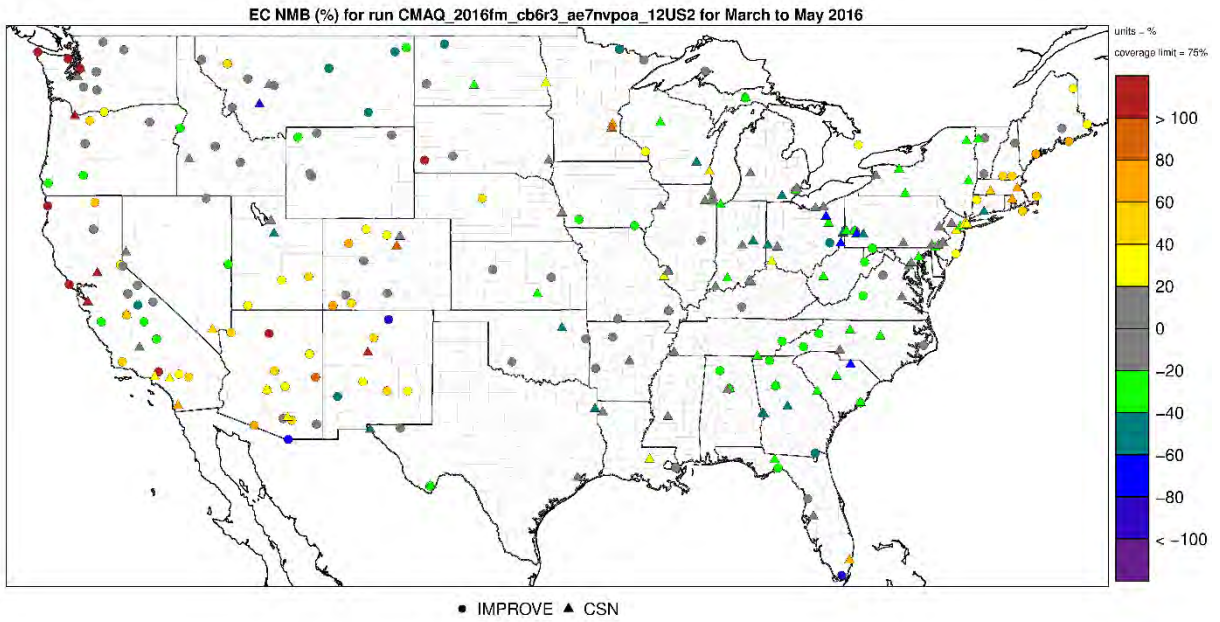 EC NMB (%) for run CMAQ_2016fm_cb6r3_ae7nvpoa_12US2 for March to May 2016
units = %
coverage limit = 75%
> 100
80
60
40
20
0
−20
−40
−60
−80
< −100
● IMPROVE ▲ CSN